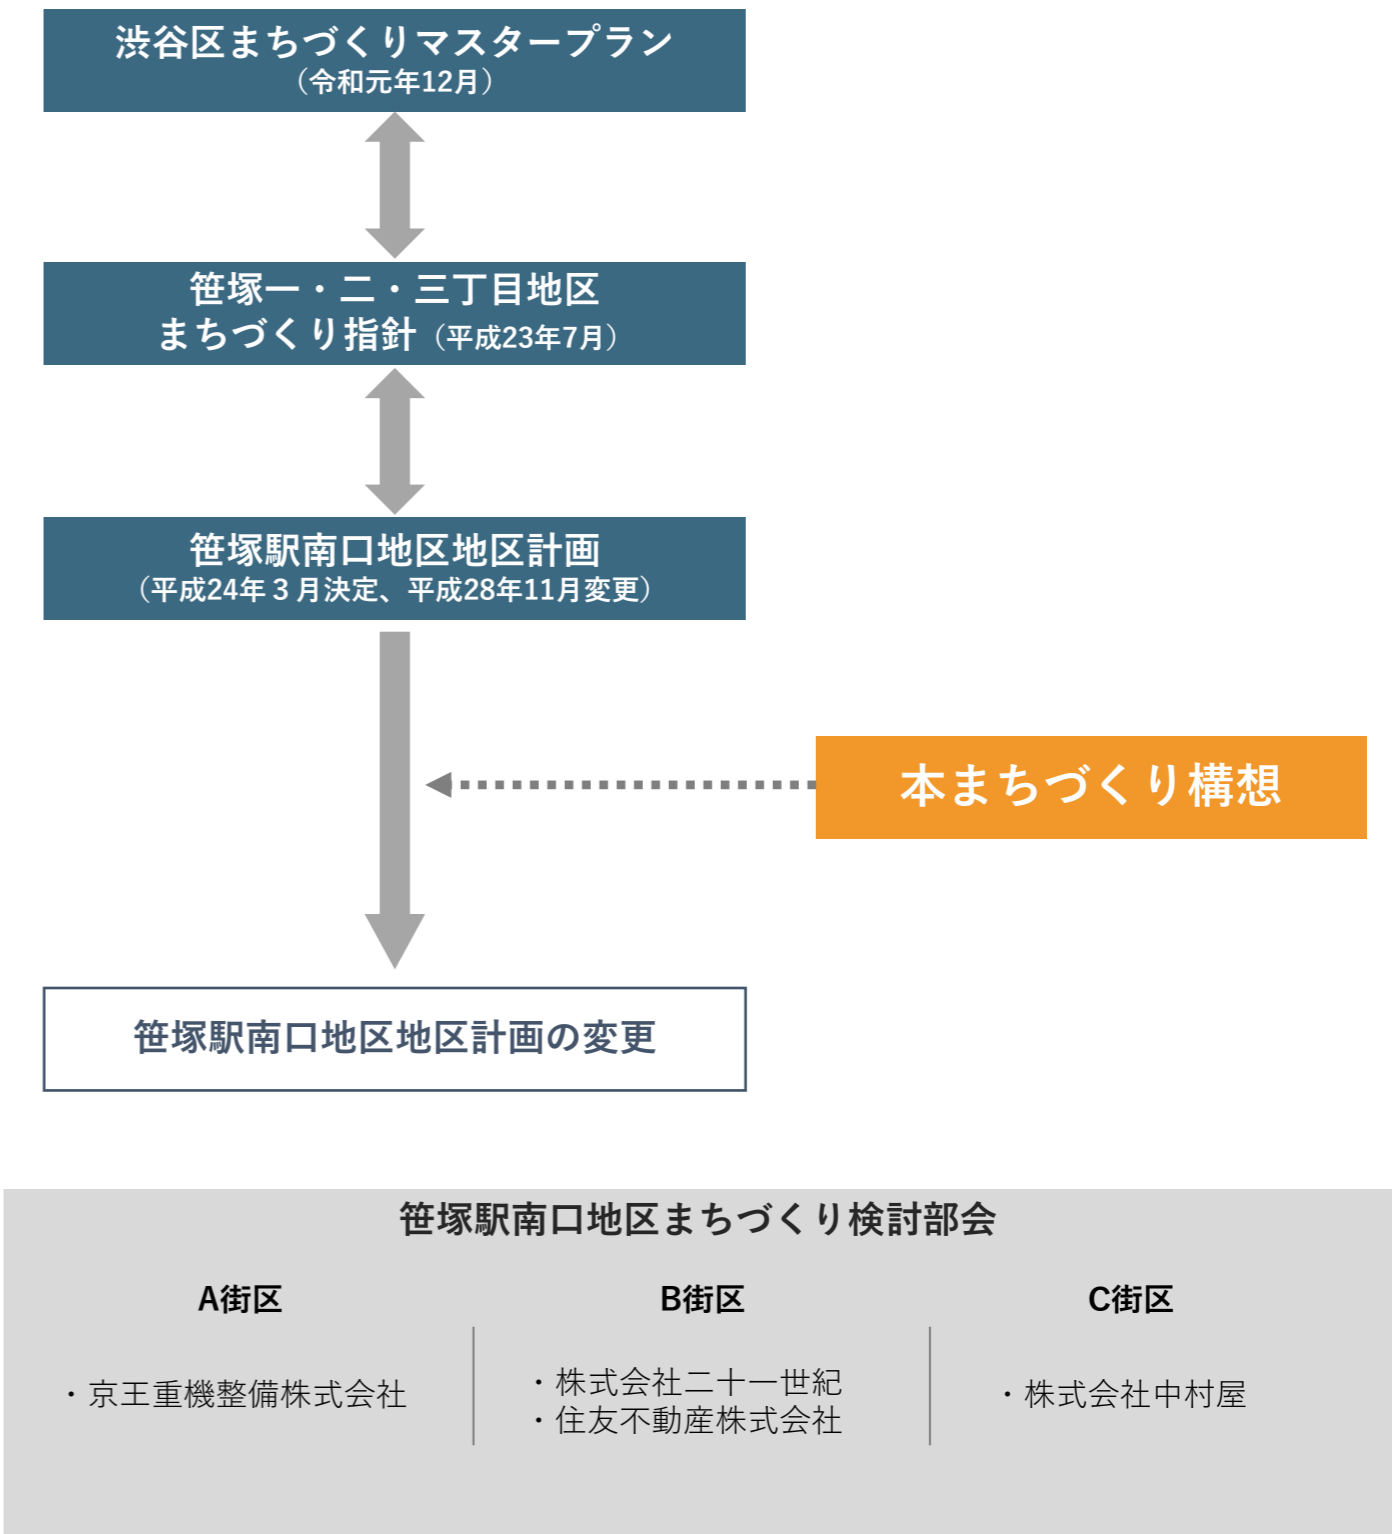 渋谷区まちづくりマスタープラン
（令和元年12月）
笹塚一・二・三丁目地区
まちづくり指針（平成23年7月）
笹塚駅南口地区地区計画
（平成24年３月決定、平成28年11月変更）
本まちづくり構想
笹塚駅南口地区地区計画の変更
笹塚駅南口地区まちづくり検討部会
A街区
・京王重機整備株式会社
B街区
・株式会社二十一世紀
・住友不動産株式会社
C街区
・株式会社中村屋